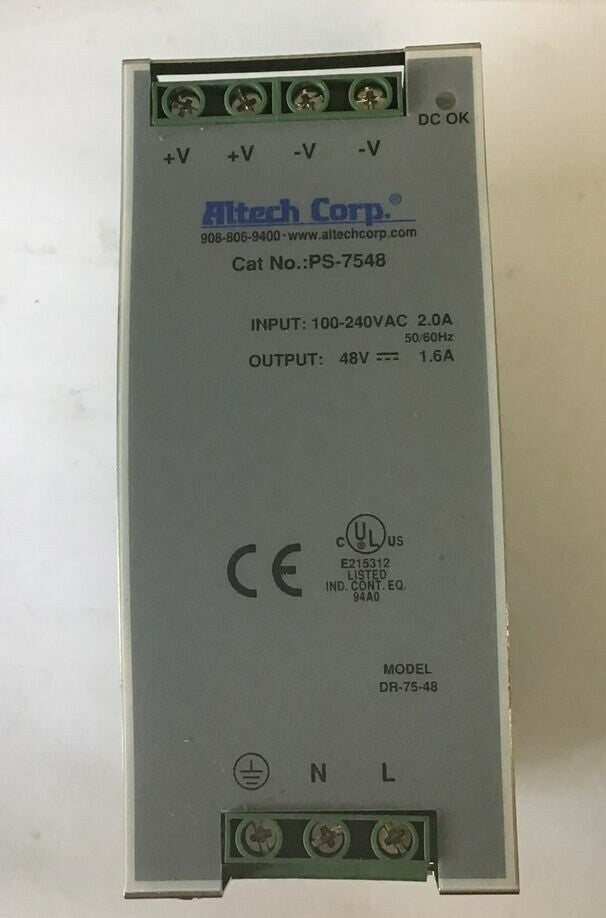 DC OK
+V +V -V -V
Altech Corp.®
908-806-9400-www.altechcorp.com
Cat No.:PS-7548
INPUT: 100-240VAC 2.0A
50/60Hz
OUTPUT: 48V ⎓ 1.6A
C UL® US
E215312
LISTED
IND. CONT. EQ.
94A0
CE
MODEL
DR-75-48
N L